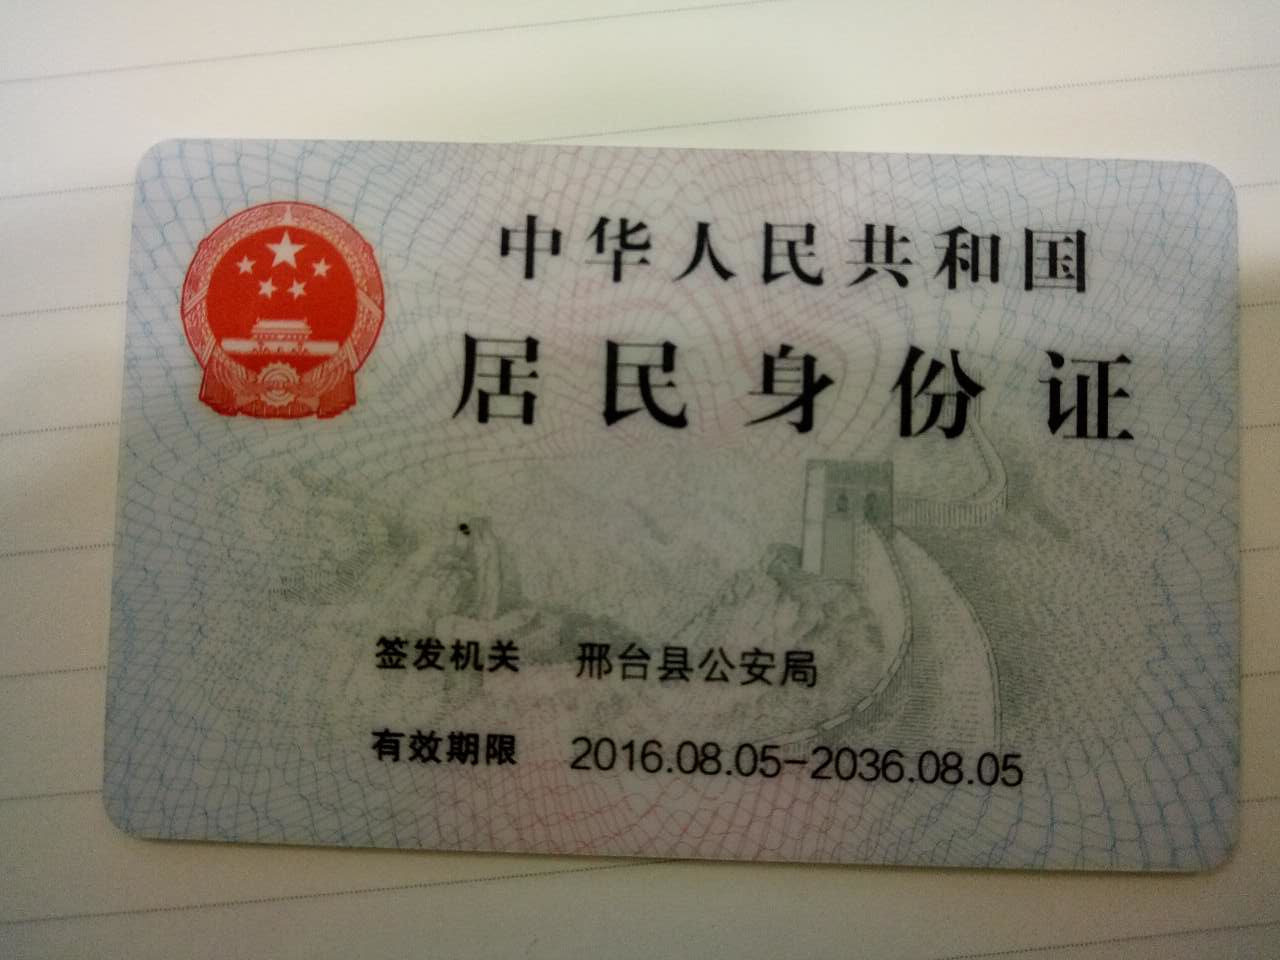 中华人民共和国
居民身份证
签发机关 邢台县公安局
有效期限 2016.08.05-2036.08.05